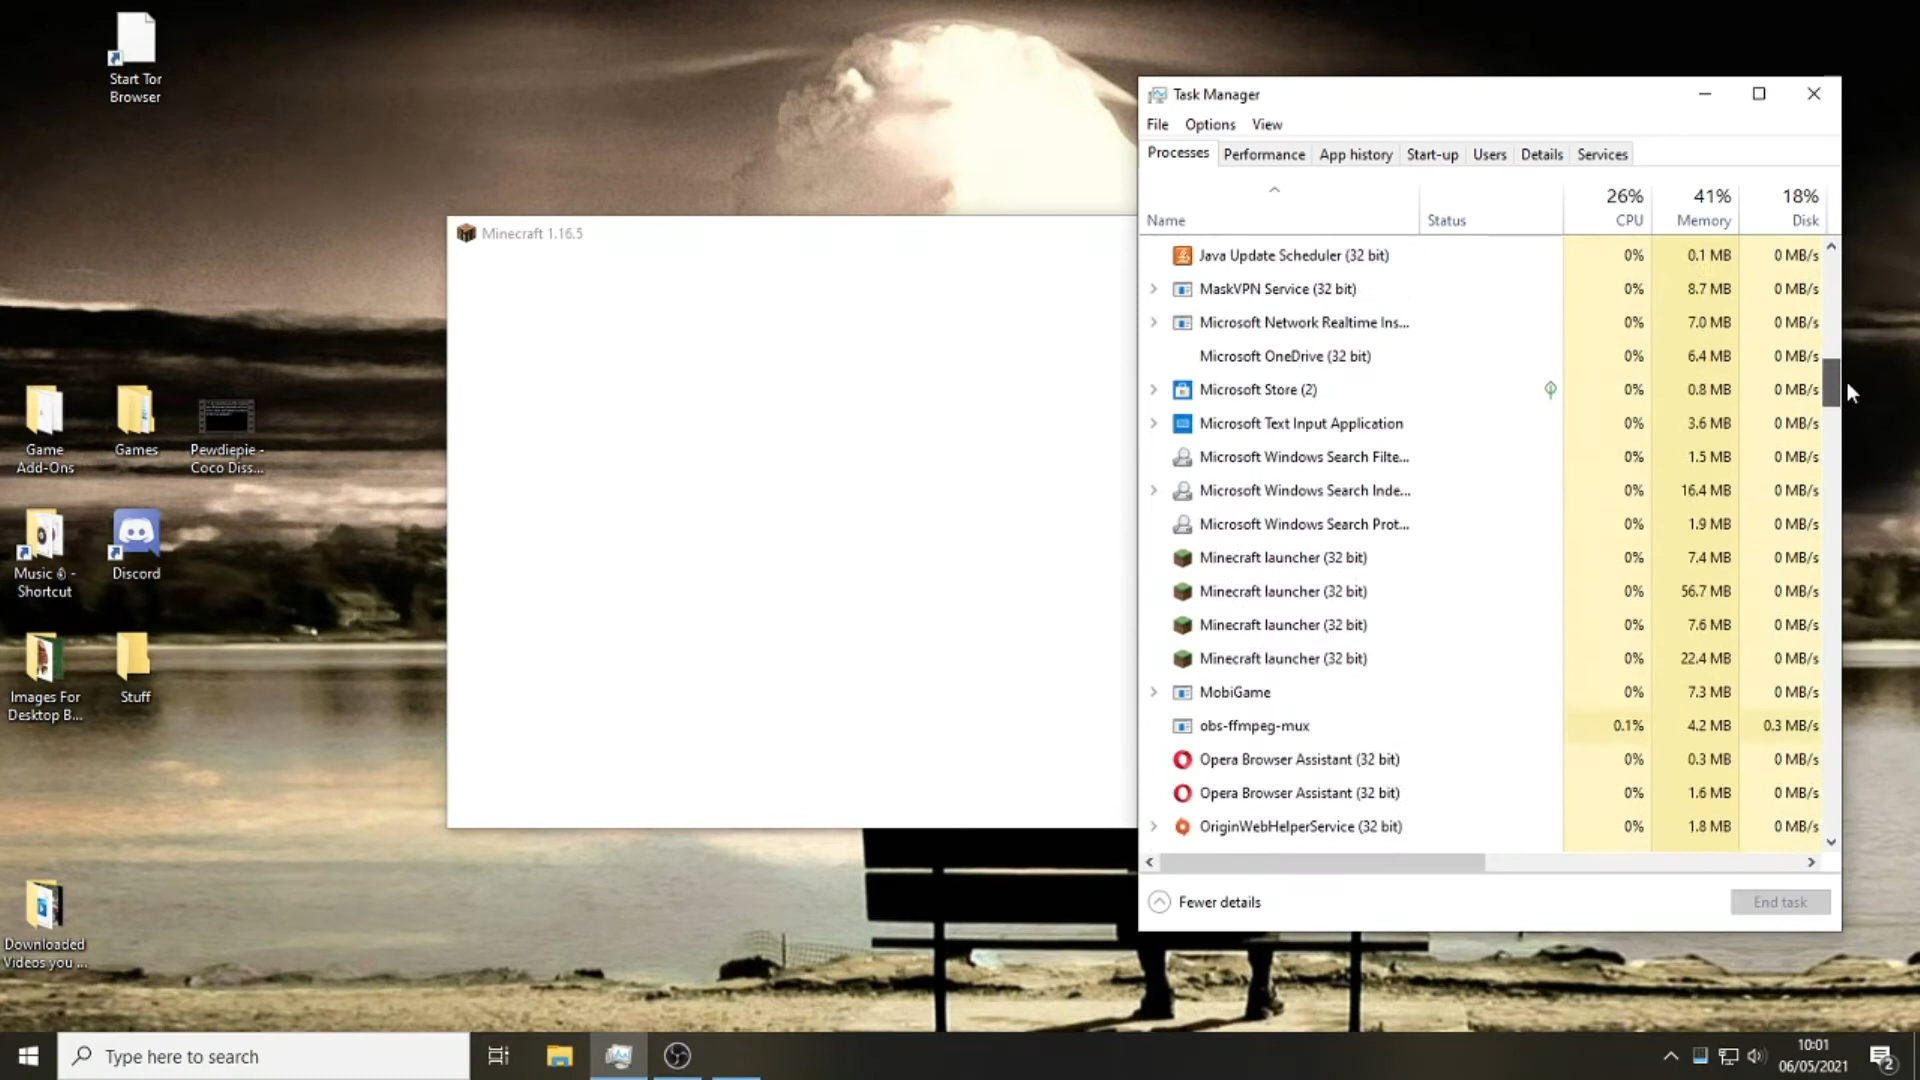 Start Tor
Browser
Game
Add-Ons
Games
Pewdiepie -
Coco Diss...
Music 🎧 -
Shortcut
Discord
Images For
Desktop B...
Stuff
Downloaded
Videos you ...
Minecraft 1.16.5
Task Manager
File Options View
Processes Performance App history Start-up Users Details Services
26% 41% 18%
Name Status CPU Memory Disk
Java Update Scheduler (32 bit) 0% 0.1 MB 0 MB/s
MaskVPN Service (32 bit) 0% 8.7 MB 0 MB/s
Microsoft Network Realtime Ins... 0% 7.0 MB 0 MB/s
Microsoft OneDrive (32 bit) 0% 6.4 MB 0 MB/s
Microsoft Store (2) 0% 0.8 MB 0 MB/s
Microsoft Text Input Application 0% 3.6 MB 0 MB/s
Microsoft Windows Search Filte... 0% 1.5 MB 0 MB/s
Microsoft Windows Search Inde... 0% 16.4 MB 0 MB/s
Microsoft Windows Search Prot... 0% 1.9 MB 0 MB/s
Minecraft launcher (32 bit) 0% 7.4 MB 0 MB/s
Minecraft launcher (32 bit) 0% 56.7 MB 0 MB/s
Minecraft launcher (32 bit) 0% 7.6 MB 0 MB/s
Minecraft launcher (32 bit) 0% 22.4 MB 0 MB/s
MobiGame 0% 7.3 MB 0 MB/s
obs-ffmpeg-mux 0.1% 4.2 MB 0.3 MB/s
Opera Browser Assistant (32 bit) 0% 0.3 MB 0 MB/s
Opera Browser Assistant (32 bit) 0% 1.6 MB 0 MB/s
OriginWebHelperService (32 bit) 0% 1.8 MB 0 MB/s
Fewer details End task
Type here to search
10:01
06/05/2021
2